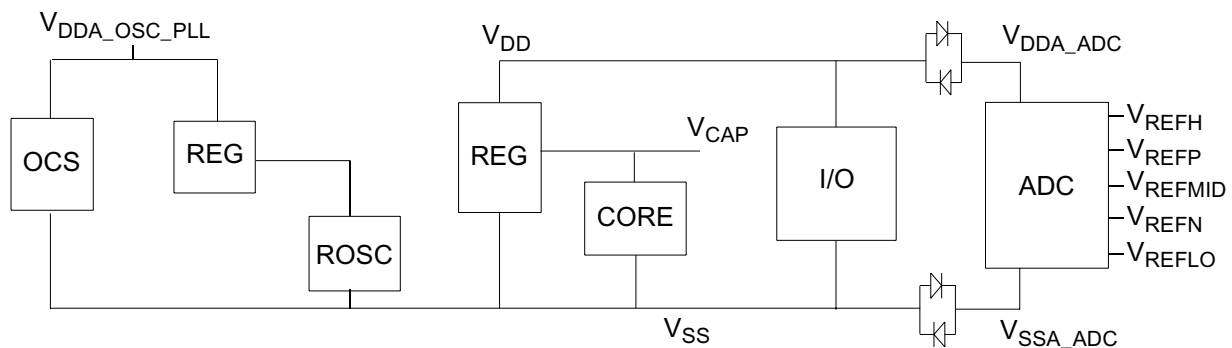 VDDA_OSC_PLL
VDD
VDDA_ADC
OCS
REG
REG
VCAP
I/O
ADC
VREFH
VREFP
VREFMID
VREFN
VREFLO
ROSC
CORE
VSS
VSSA_ADC